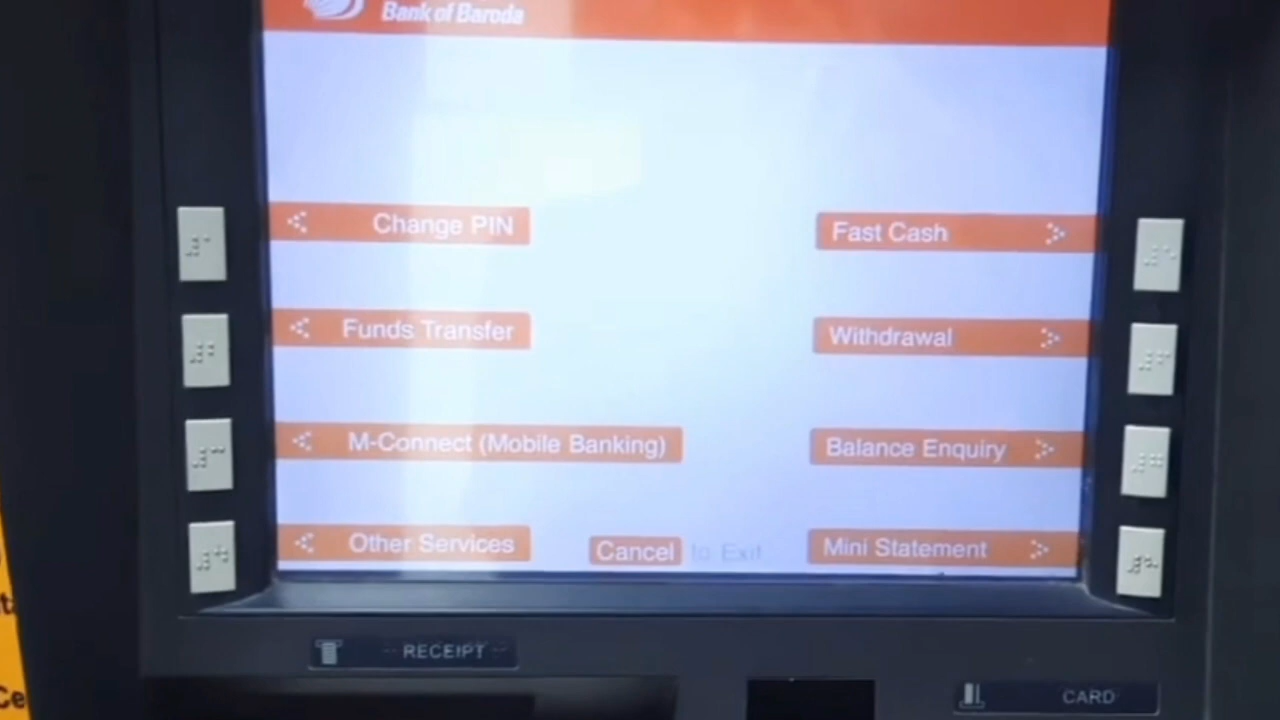 Bank of Baroda
Change PIN
Fast Cash
Funds Transfer
Withdrawal
M-Connect (Mobile Banking)
Balance Enquiry
Other Services
Cancel to Exit
Mini Statement
RECEIPT
CARD